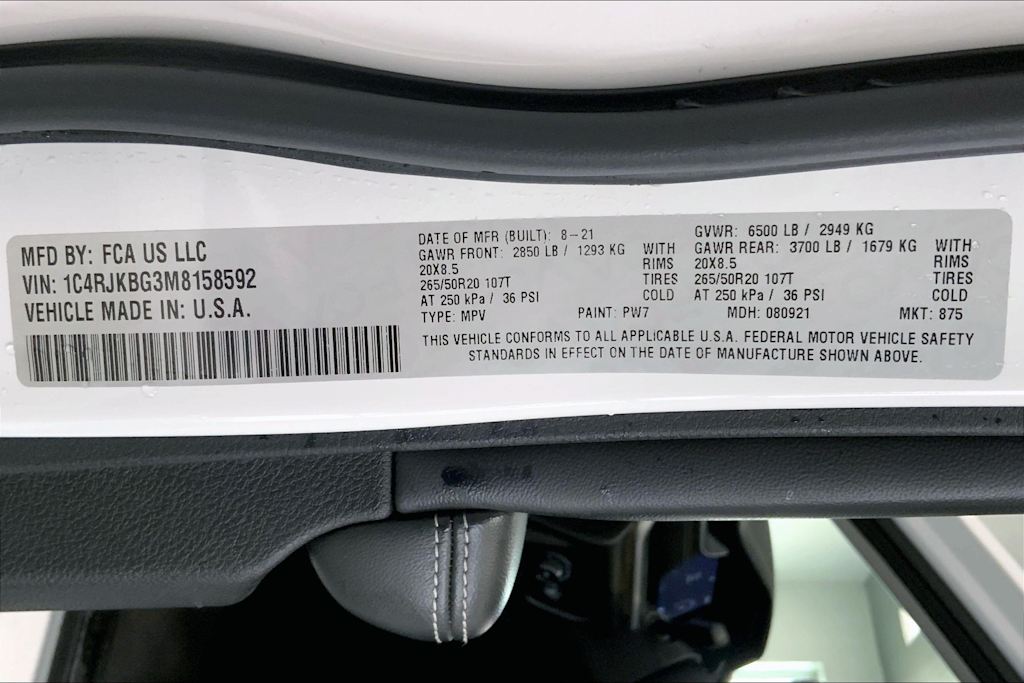 MFD BY: FCA US LLC
VIN: 1C4RJKBG3M8158592
VEHICLE MADE IN: U.S.A.
DATE OF MFR (BUILT): 8-21
GAWR FRONT: 2850 LB / 1293 KG WITH
20X8.5 RIMS
265/50R20 107T TIRES
AT 250 kPa / 36 PSI COLD
TYPE: MPV PAINT: PW7
GVWR: 6500 LB / 2949 KG
GAWR REAR: 3700 LB / 1679 KG WITH
20X8.5 RIMS
265/50R20 107T TIRES
AT 250 kPa / 36 PSI COLD
MDH: 080921 MKT: 875
THIS VEHICLE CONFORMS TO ALL APPLICABLE U.S.A. FEDERAL MOTOR VEHICLE SAFETY
STANDARDS IN EFFECT ON THE DATE OF MANUFACTURE SHOWN ABOVE.